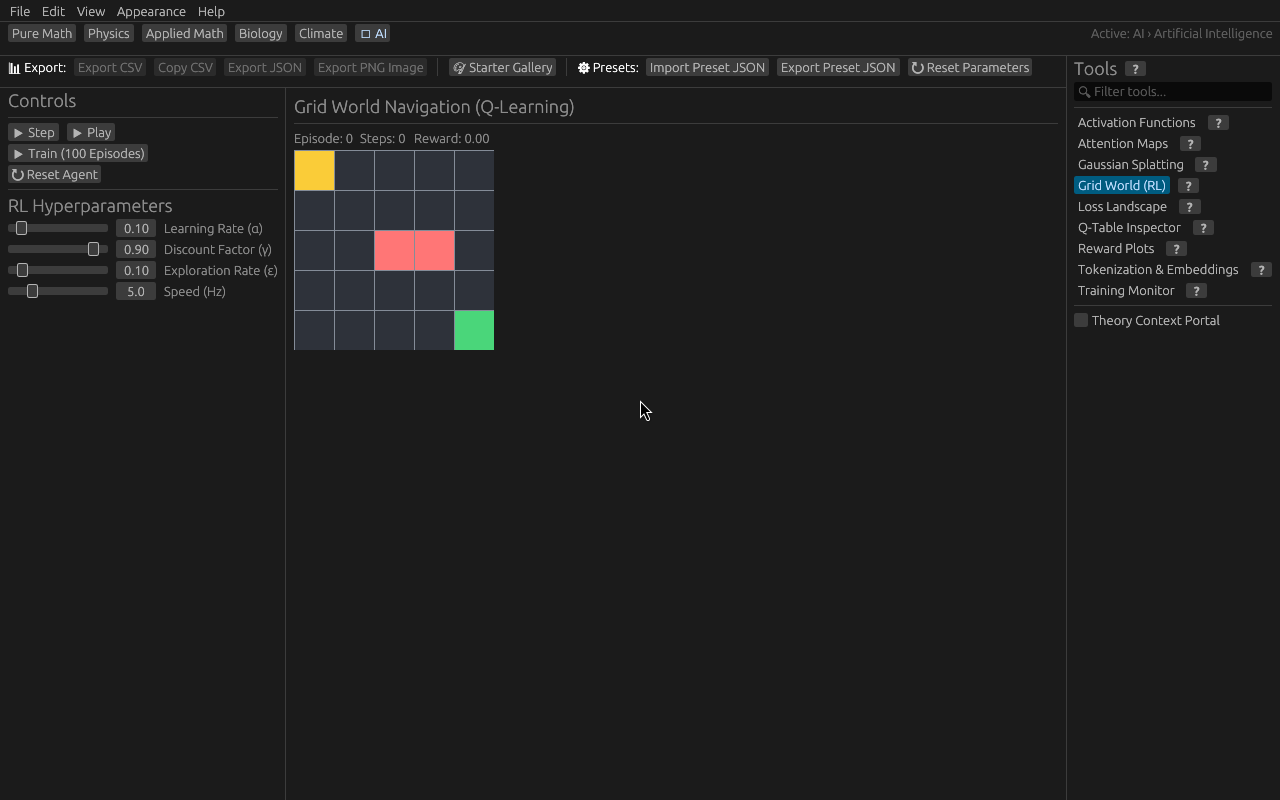 File Edit View Appearance Help
Pure Math Physics Applied Math Biology Climate AI Active: AI › Artificial Intelligence
Export: Export CSV Copy CSV Export JSON Export PNG Image Starter Gallery Presets: Import Preset JSON Export Preset JSON Reset Parameters
Controls
Step Play
Train (100 Episodes)
Reset Agent
RL Hyperparameters
0.10 Learning Rate (α)
0.90 Discount Factor (γ)
0.10 Exploration Rate (ε)
5.0 Speed (Hz)
Grid World Navigation (Q-Learning)
Episode: 0 Steps: 0 Reward: 0.00
Tools ?
Filter tools...
Activation Functions ?
Attention Maps ?
Gaussian Splatting ?
Grid World (RL) ?
Loss Landscape ?
Q-Table Inspector ?
Reward Plots ?
Tokenization & Embeddings ?
Training Monitor ?
Theory Context Portal